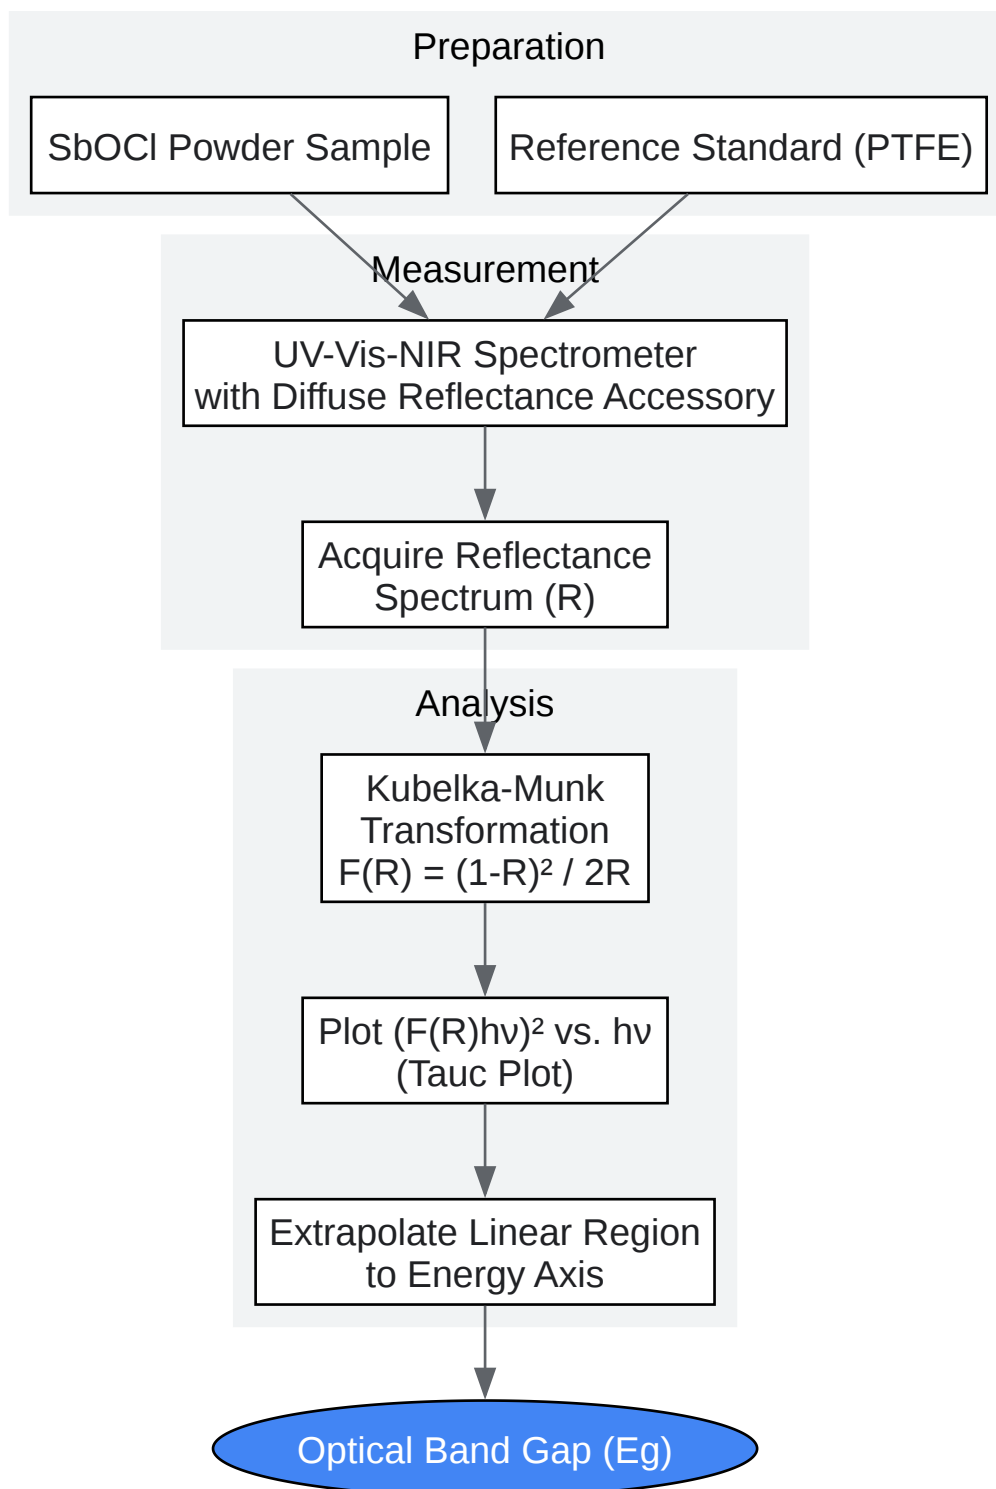 Preparation
SbOCl Powder Sample
Reference Standard (PTFE)
Measurement
UV-Vis-NIR Spectrometer
with Diffuse Reflectance Accessory
Acquire Reflectance
Spectrum (R)
Analysis
Kubelka-Munk
Transformation
F(R) = (1-R)² / 2R
Plot (F(R)hν)² vs. hν
(Tauc Plot)
Extrapolate Linear Region
to Energy Axis
Optical Band Gap (Eg)